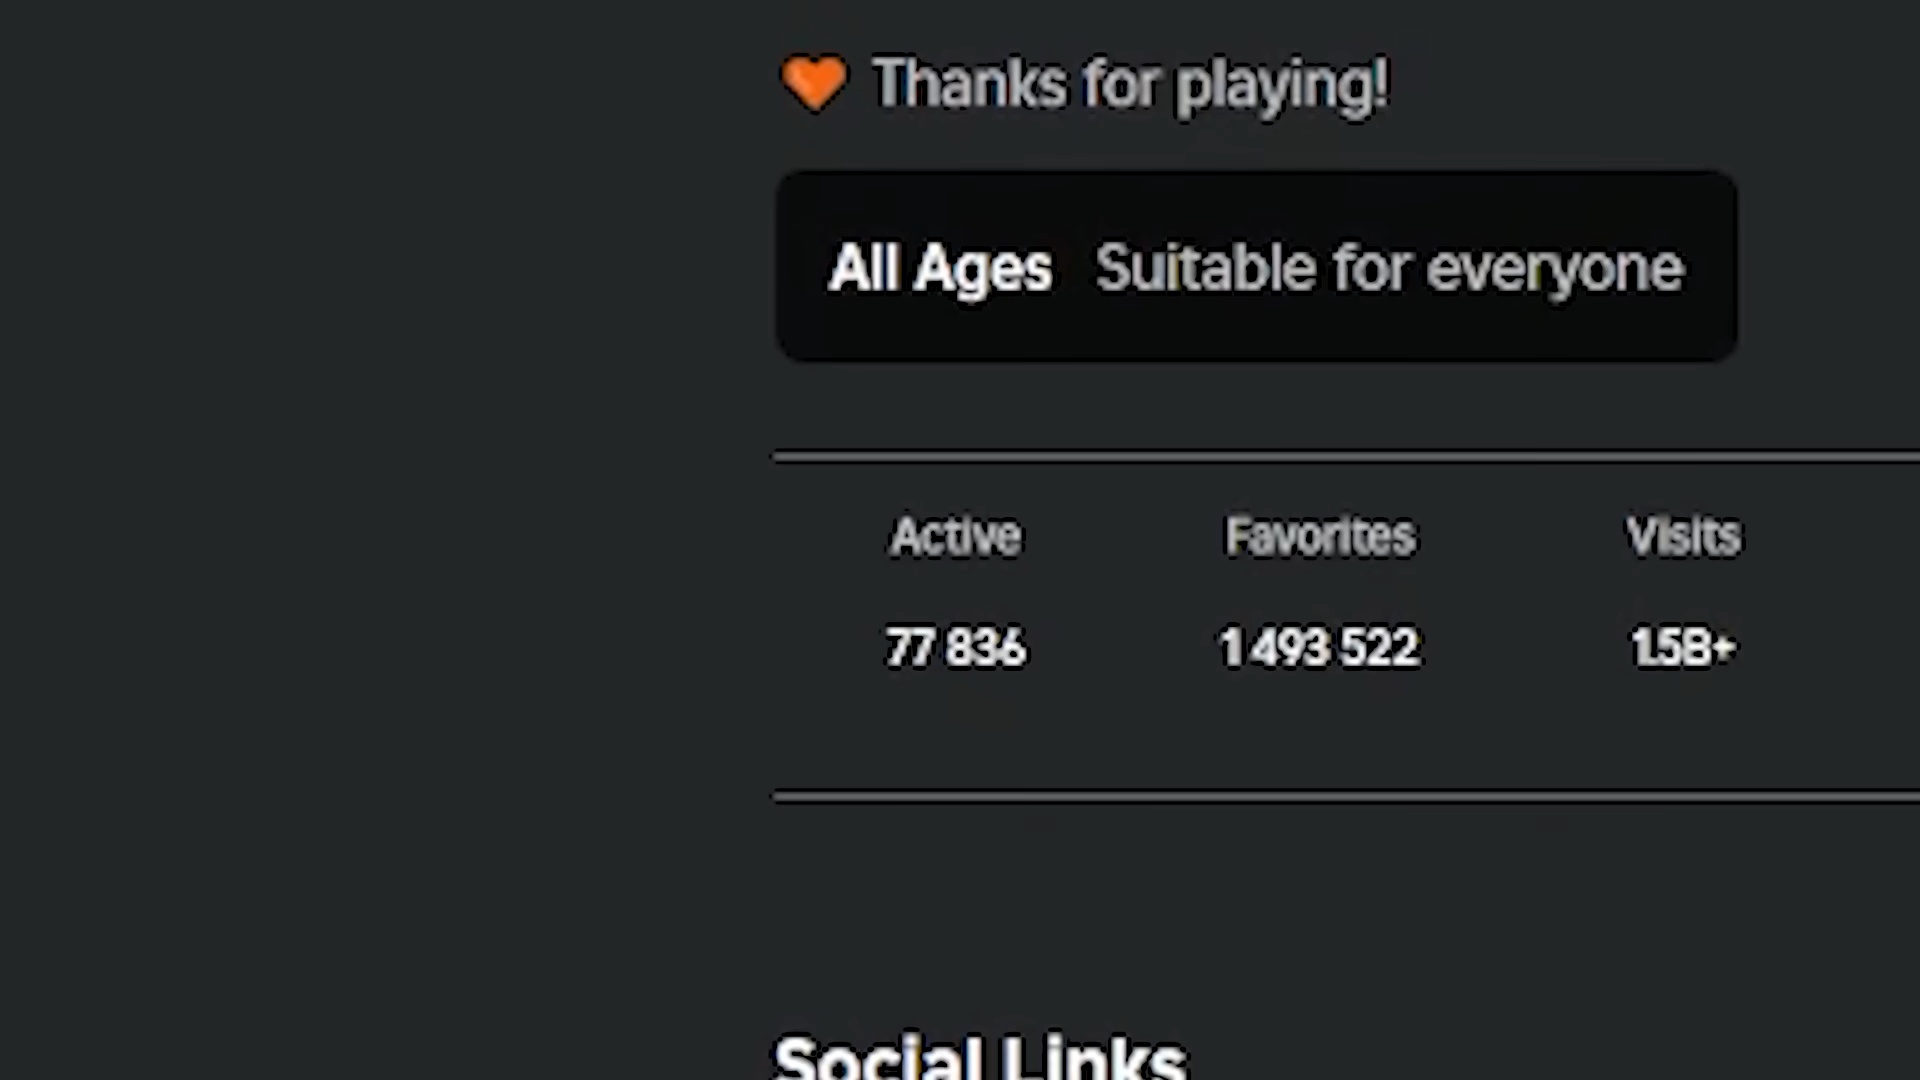 🧡 Thanks for playing!
All Ages Suitable for everyone
Active Favorites Visits
77 836 1 493 522 1.5B+
Social Links